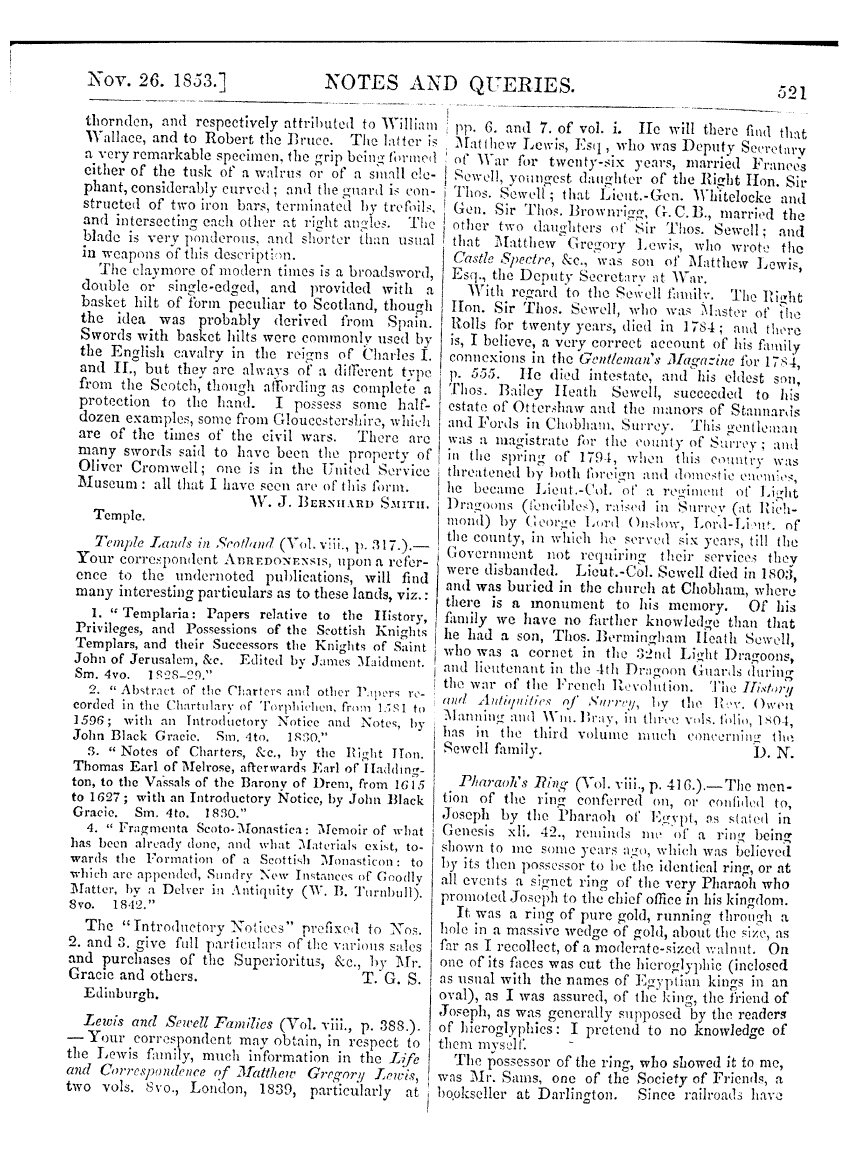 Nov. 26. 1853.] NOTES AND QUERIES. 521
thornden, and respectively attributed to William
Wallace, and to Robert the Bruce. The latter is
a very remarkable specimen, the grip being formed
either of the tusk of a walrus or of a small ele-
phant, considerably curved; and the guard is con-
structed of two iron bars, terminated by trefoils,
and intersecting each other at right angles. The
blade is very ponderous, and shorter than usual
in weapons of this description.
The claymore of modern times is a broadsword,
double or single-edged, and provided with a
basket hilt of form peculiar to Scotland, though
the idea was probably derived from Spain.
Swords with basket hilts were commonly used by
the English cavalry in the reigns of Charles I.
and II., but they are always of a different type
from the Scotch, though affording as complete a
protection to the hand. I possess some half-
dozen examples, some from Gloucestershire, which
are of the times of the civil wars. There are
many swords said to have been the property of
Oliver Cromwell; one is in the United Service
Museum: all that I have seen are of this form.
W. J. Bernhard Smith.
Temple.
Temple Lands in Scotland (Vol. viii., p. 317.).—
Your correspondent Abredonensis, upon a refer-
ence to the undernoted publications, will find
many interesting particulars as to these lands, viz.:
1. "Templaria: Papers relative to the History,
Privileges, and Possessions of the Scottish Knights
Templars, and their Successors the Knights of Saint
John of Jerusalem, &c. Edited by James Maidment.
Sm. 4vo. 1828-29."
2. "Abstract of the Charters and other Papers re-
corded in the Chartulary of Torphichen, from 1581 to
1596; with an Introductory Notice and Notes, by
John Black Gracie. Sm. 4to. 1830."
3. "Notes of Charters, &c., by the Right Hon.
Thomas Earl of Melrose, afterwards Earl of Hadding-
ton, to the Vassals of the Barony of Drem, from 1615
to 1627; with an Introductory Notice, by John Black
Gracie. Sm. 4to. 1830."
4. "Fragmenta Scoto-Monastica: Memoir of what
has been already done, and what Materials exist, to-
wards the Formation of a Scottish Monasticon: to
which are appended, Sundry New Instances of Goodly
Matter, by a Delver in Antiquity (W. B. Turnbull).
8vo. 1842."
The "Introductory Notices" prefixed to Nos.
2. and 3. give full particulars of the various sales
and purchases of the Superioritus, &c., by Mr.
Gracie and others. T. G. S.
Edinburgh.
Lewis and Sewell Families (Vol. viii., p. 388.).
— Your correspondent may obtain, in respect to
the Lewis family, much information in the Life
and Correspondence of Matthew Gregory Lewis,
two vols. 8vo., London, 1839, particularly at
pp. 6. and 7. of vol. i. He will there find that
Matthew Lewis, Esq., who was Deputy Secretary
of War for twenty-six years, married Frances
Sewell, youngest daughter of the Right Hon. Sir
Thos. Sewell; that Lieut.-Gen. Whitelocke and
Gen. Sir Thos. Brownrigg, G. C. B., married the
other two daughters of Sir Thos. Sewell; and
that Matthew Gregory Lewis, who wrote the
Castle Spectre, &c., was son of Matthew Lewis,
Esq., the Deputy Secretary at War.
With regard to the Sewell family. The Right
Hon. Sir Thos. Sewell, who was Master of the
Rolls for twenty years, died in 1784; and there
is, I believe, a very correct account of his family
connexions in the Gentleman's Magazine for 1784,
p. 555. He died intestate, and his eldest son,
Thos. Bailey Heath Sewell, succeeded to his
estate of Ottershaw and the manors of Stannards
and Fords in Chobham, Surrey. This gentleman
was a magistrate for the county of Surrey; and
in the spring of 1794, when this country was
threatened by both foreign and domestic enemies,
he became Lieut.-Col. of a regiment of Light
Dragoons (fencibles), raised in Surrey (at Rich-
mond) by George Lord Onslow, Lord-Lieut. of
the county, in which he served six years, till the
Government not requiring their services they
were disbanded. Lieut.-Col. Sewell died in 1803,
and was buried in the church at Chobham, where
there is a monument to his memory. Of his
family we have no farther knowledge than that
he had a son, Thos. Bermingham Heath Sewell,
who was a cornet in the 32nd Light Dragoons,
and lieutenant in the 4th Dragoon Guards during
the war of the French Revolution. The History
and Antiquities of Surrey, by the Rev. Owen
Manning and Wm. Bray, in three vols. folio, 1804,
has in the third volume much concerning the
Sewell family. D. N.
Pharaoh's Ring (Vol. viii., p. 416.).—The men-
tion of the ring conferred on, or confided to,
Joseph by the Pharaoh of Egypt, as stated in
Genesis xli. 42., reminds me of a ring being
shown to me some years ago, which was believed
by its then possessor to be the identical ring, or at
all events a signet ring of the very Pharaoh who
promoted Joseph to the chief office in his kingdom.
It was a ring of pure gold, running through a
hole in a massive wedge of gold, about the size, as
far as I recollect, of a moderate-sized walnut. On
one of its faces was cut the hieroglyphic (inclosed
as usual with the names of Egyptian kings in an
oval), as I was assured, of the king, the friend of
Joseph, as was generally supposed by the readers
of hieroglyphics: I pretend to no knowledge of
them myself.
The possessor of the ring, who showed it to me,
was Mr. Sams, one of the Society of Friends, a
bookseller at Darlington. Since railroads have